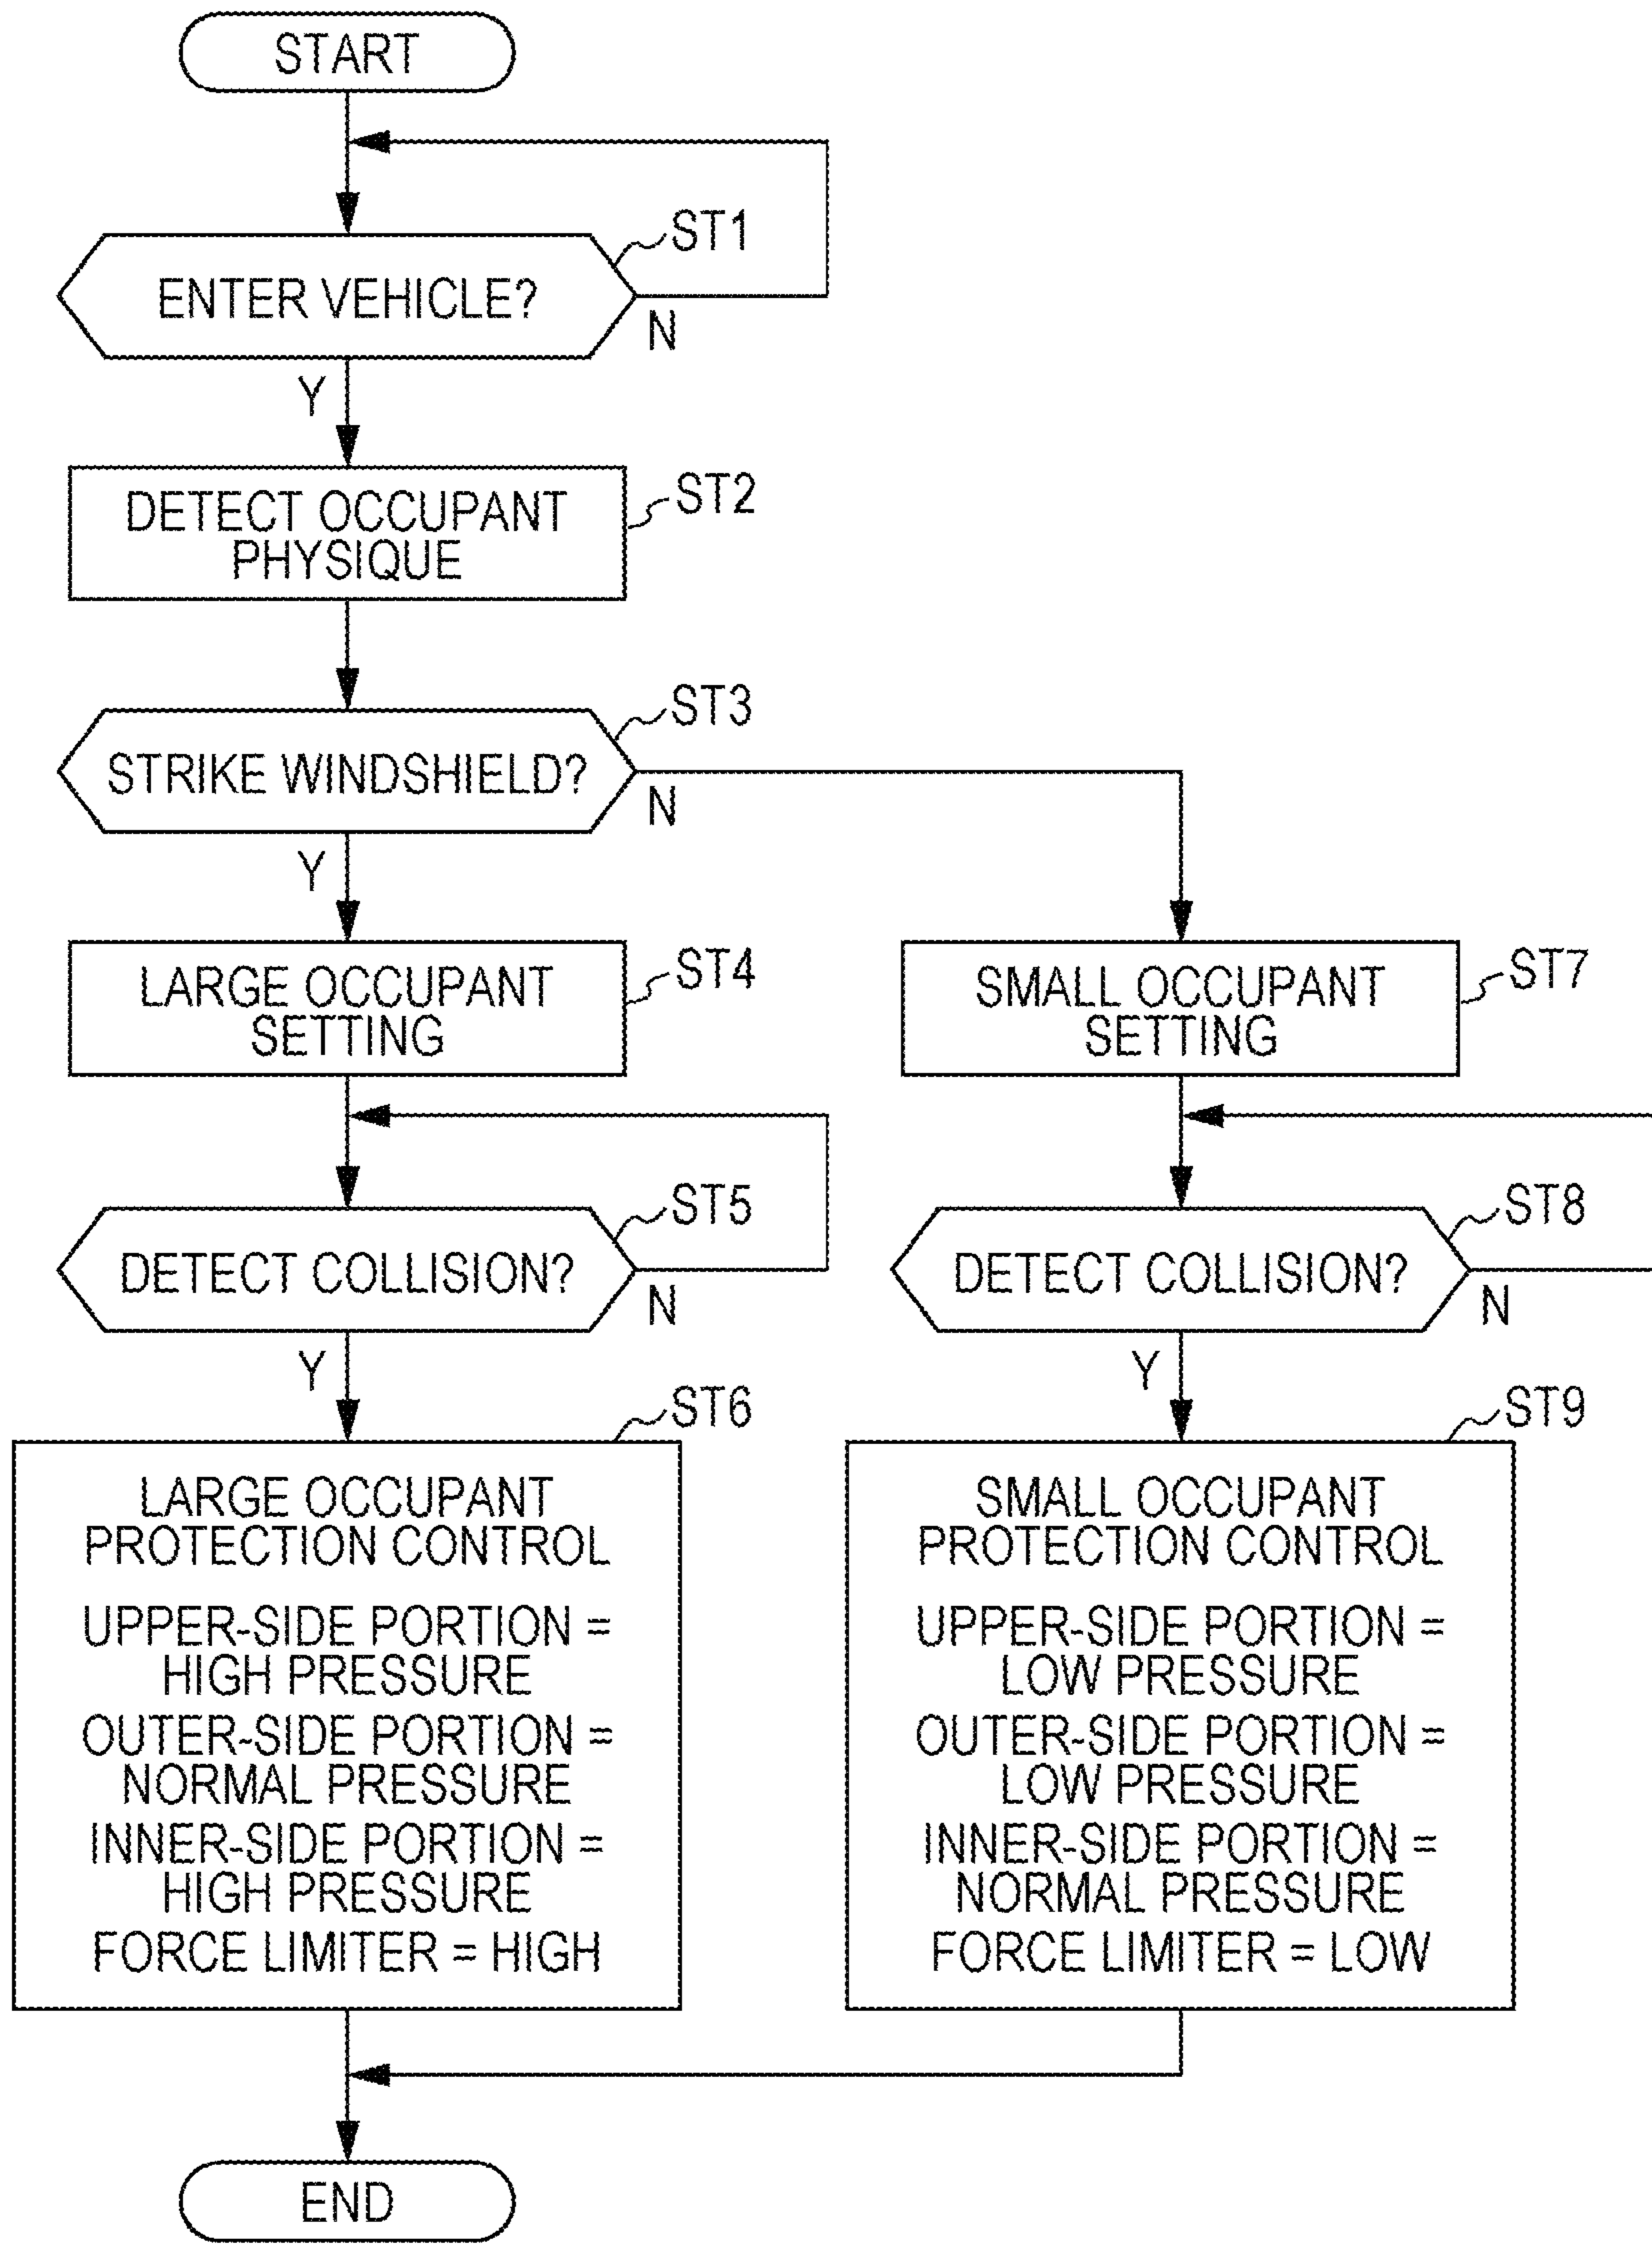 START
ST1
ENTER VEHICLE?
N
Y
ST2
DETECT OCCUPANT
PHYSIQUE
ST3
STRIKE WINDSHIELD?
N
Y
ST4
LARGE OCCUPANT
SETTING
ST7
SMALL OCCUPANT
SETTING
ST5
DETECT COLLISION?
N
Y
ST8
DETECT COLLISION?
N
Y
ST6
LARGE OCCUPANT
PROTECTION CONTROL
UPPER-SIDE PORTION =
HIGH PRESSURE
OUTER-SIDE PORTION =
NORMAL PRESSURE
INNER-SIDE PORTION =
HIGH PRESSURE
FORCE LIMITER = HIGH
ST9
SMALL OCCUPANT
PROTECTION CONTROL
UPPER-SIDE PORTION =
LOW PRESSURE
OUTER-SIDE PORTION =
LOW PRESSURE
INNER-SIDE PORTION =
NORMAL PRESSURE
FORCE LIMITER = LOW
END